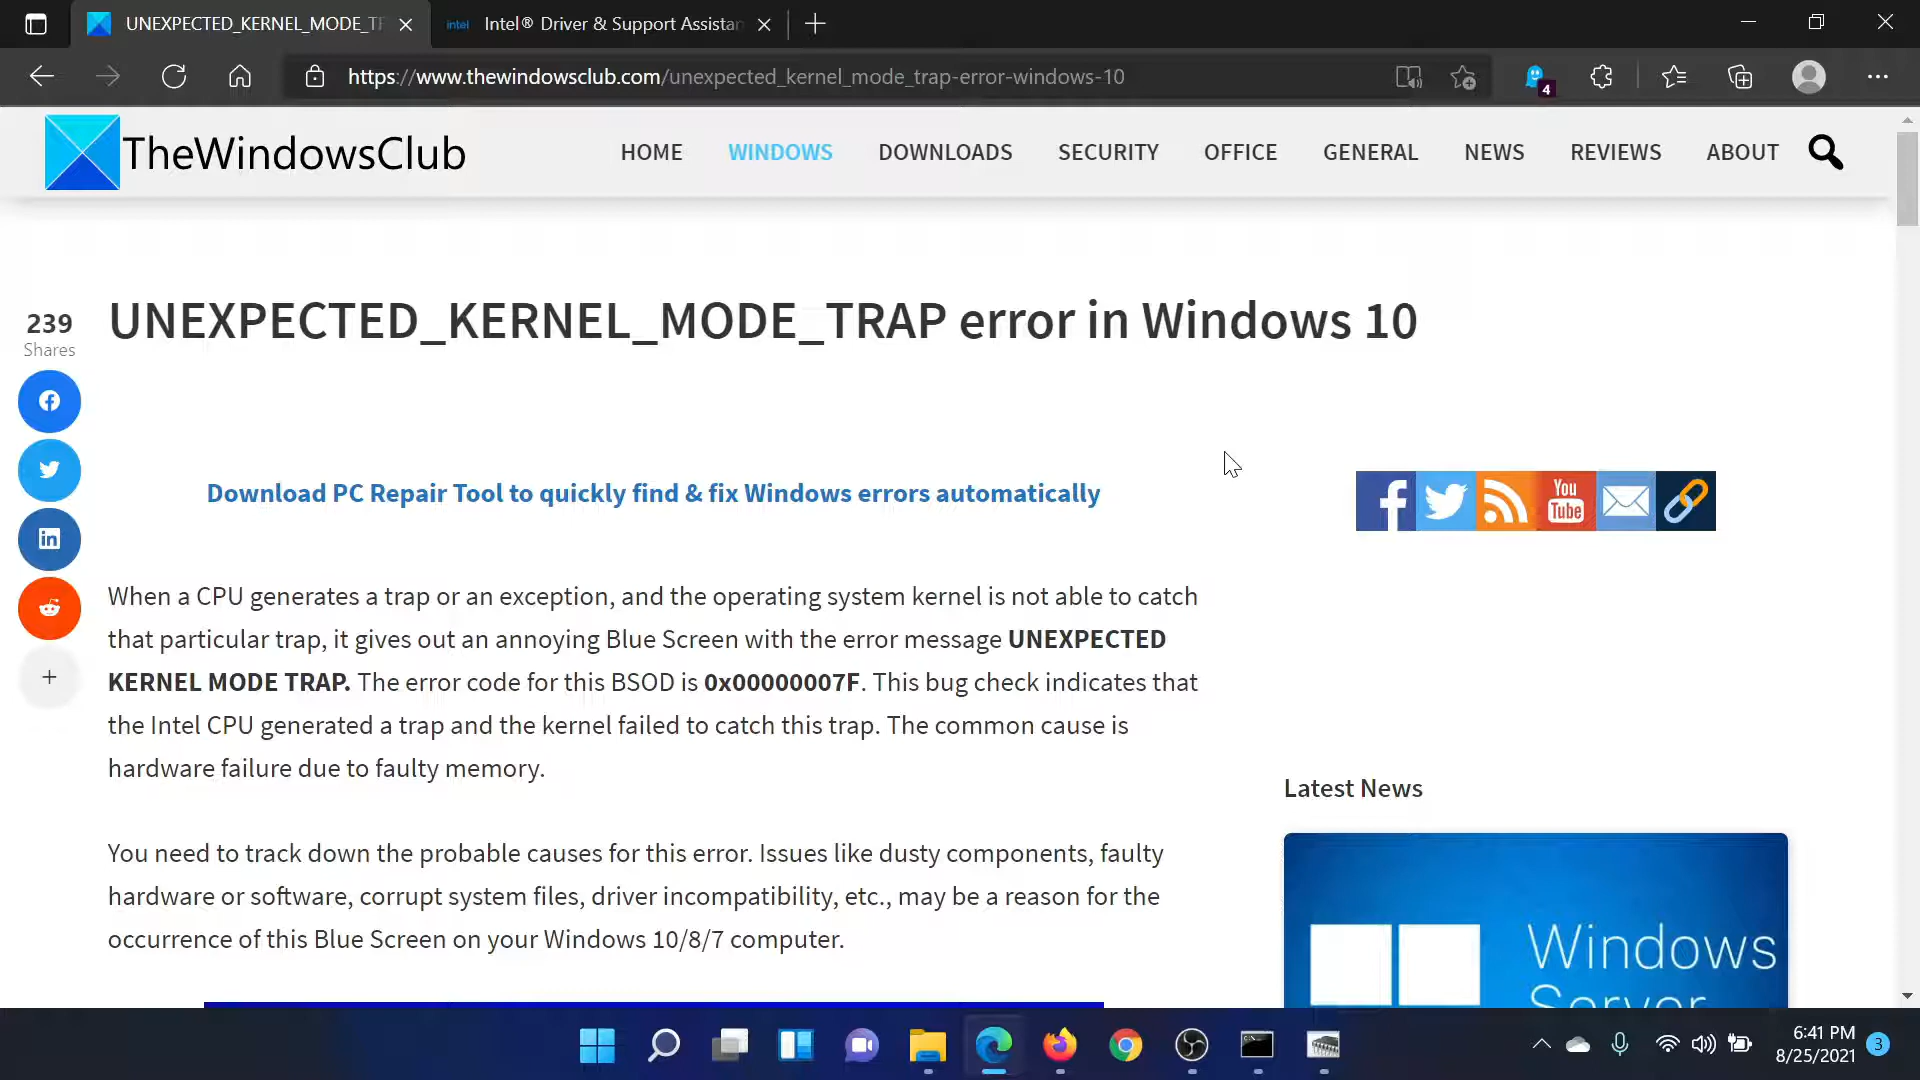 UNEXPECTED_KERNEL_MODE_TR
intel Intel® Driver & Support Assistan
https://www.thewindowsclub.com/unexpected_kernel_mode_trap-error-windows-10
4
TheWindowsClub
HOME WINDOWS DOWNLOADS SECURITY OFFICE GENERAL NEWS REVIEWS ABOUT
239
Shares
UNEXPECTED_KERNEL_MODE_TRAP error in Windows 10
Download PC Repair Tool to quickly find & fix Windows errors automatically
You
Tube
When a CPU generates a trap or an exception, and the operating system kernel is not able to catch
that particular trap, it gives out an annoying Blue Screen with the error message UNEXPECTED
KERNEL MODE TRAP. The error code for this BSOD is 0x00000007F. This bug check indicates that
the Intel CPU generated a trap and the kernel failed to catch this trap. The common cause is
hardware failure due to faulty memory.
You need to track down the probable causes for this error. Issues like dusty components, faulty
hardware or software, corrupt system files, driver incompatibility, etc., may be a reason for the
occurrence of this Blue Screen on your Windows 10/8/7 computer.
Latest News
Windows
Server
6:41 PM
8/25/2021
3